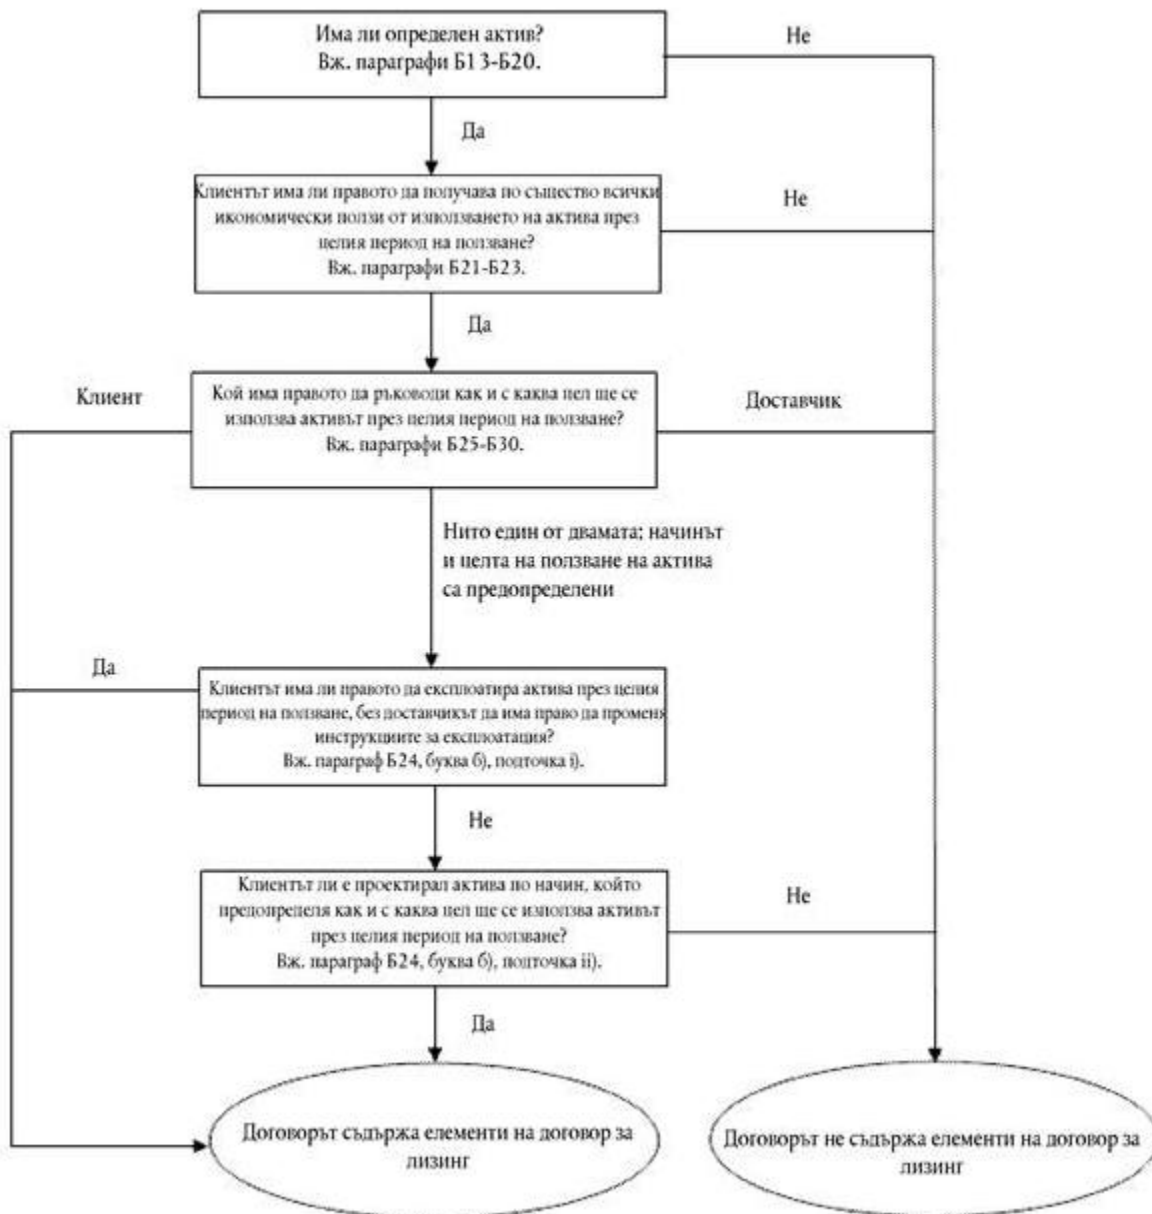 Има ли определен актив?
Вж. параграфи Б13-Б20.
Не
Да
Клиентът има ли правото да получава по същество всички
икономически ползи от използването на актива през
целия период на ползване?
Вж. параграфи Б21-Б23.
Не
Да
Клиент
Кой има правото да ръководи как и с каква цел ще се
използва активът през целия период на ползване?
Вж. параграфи Б25-Б30.
Доставчик
Нито един от двамата; начинът
и целта на ползване на актива
са предопределени
Да
Клиентът има ли правото да експлоатира актива през целия
период на ползване, без доставчикът да има право да променя
инструкциите за експлоатация?
Вж. параграф Б24, буква б), подточка i).
Не
Клиентът ли е проектирал актива по начин, който
предопределя как и с каква цел ще се използва активът
през целия период на ползване?
Вж. параграф Б24, буква б), подточка ii).
Не
Да
Договорът съдържа елементи на договор за
лизинг
Договорът не съдържа елементи на договор за
лизинг